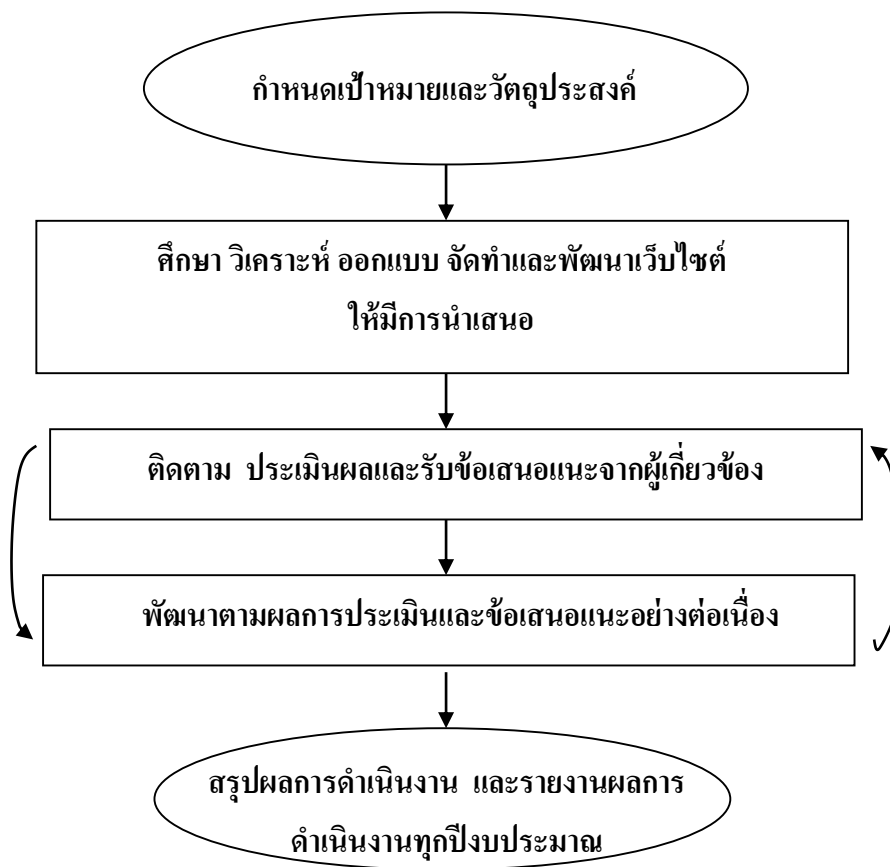 กำหนดเป้าหมายและวัตถุประสงค์
ศึกษา วิเคราะห์ ออกแบบ จัดทำและพัฒนาเว็บไซต์
ให้มีการนำเสนอ
ติดตาม ประเมินผลและรับข้อเสนอแนะจากผู้เกี่ยวข้อง
พัฒนาตามผลการประเมินและข้อเสนอแนะอย่างต่อเนื่อง
สรุปผลการดำเนินงาน และรายงานผลการ
ดำเนินงานทุกปีงบประมาณ